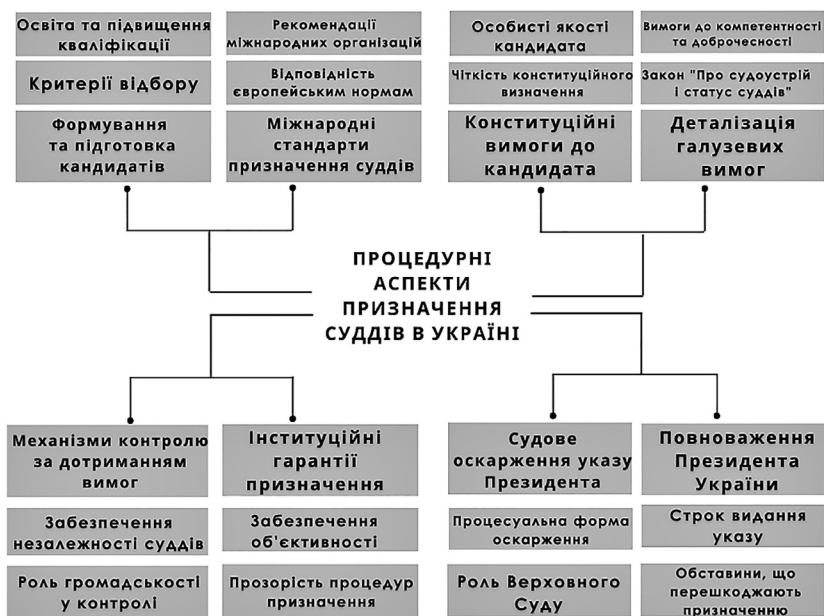 Освіта та підвищення
кваліфікації
Критерії відбору
Формування
та підготовка
кандидатів
Рекомендації
міжнародних організацій
Відповідність
європейським нормам
Міжнародні
стандарти
призначення суддів
Особисті якості
кандидата
Чіткість конституційного
визначення
Конституційні
вимоги до
кандидата
Вимоги до компетентності
та доброчесності
Закон "Про судоустрій
і статус суддів"
Деталізація
галузевих
вимог
ПРОЦЕДУРНІ
АСПЕКТИ
ПРИЗНАЧЕННЯ
СУДДІВ В УКРАЇНІ
Механізми контролю
за дотриманням
вимог
Забезпечення
незалежності суддів
Роль громадськості
у контролі
Інституційні
гарантії
призначення
Забезпечення
об'єктивності
Прозорість процедур
призначення
Судове
оскарження указу
Президента
Процесуальна форма
оскарження
Роль Верховного
Суду
Повноваження
Президента
України
Строк видання
указу
Обставини, що
перешкоджають
призначенню